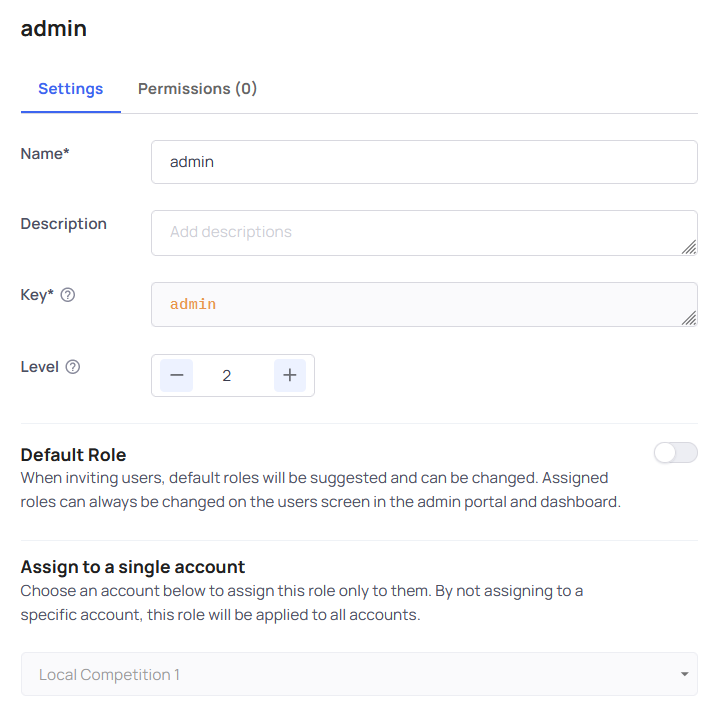 admin
Settings Permissions (0)
Name* admin
Description Add descriptions
Key* admin
Level 2
Default Role
When inviting users, default roles will be suggested and can be changed. Assigned
roles can always be changed on the users screen in the admin portal and dashboard.
Assign to a single account
Choose an account below to assign this role only to them. By not assigning to a
specific account, this role will be applied to all accounts.
Local Competition 1